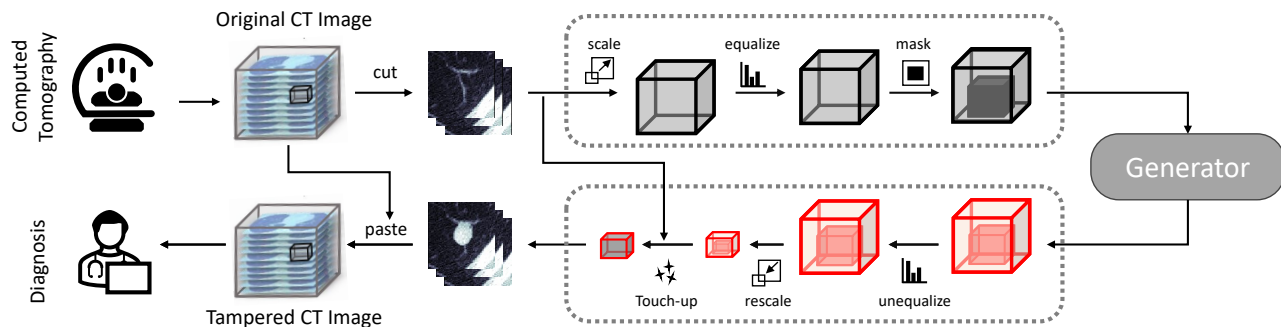 Original CT Image
Computed
Tomography
cut
scale
equalize
mask
Generator
Diagnosis
paste
Touch-up
rescale
unequalize
Tampered CT Image